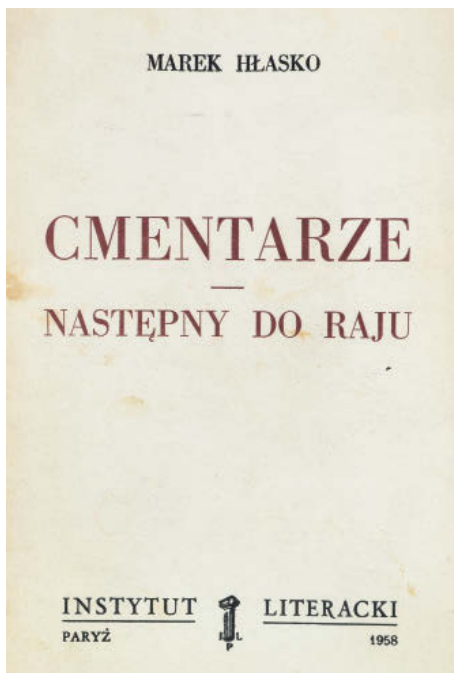 MAREK HŁASKO
CMENTARZE
NASTĘPNY DO RAJU
INSTYTUT LITERACKI
PARYŻ 1958
I L
P